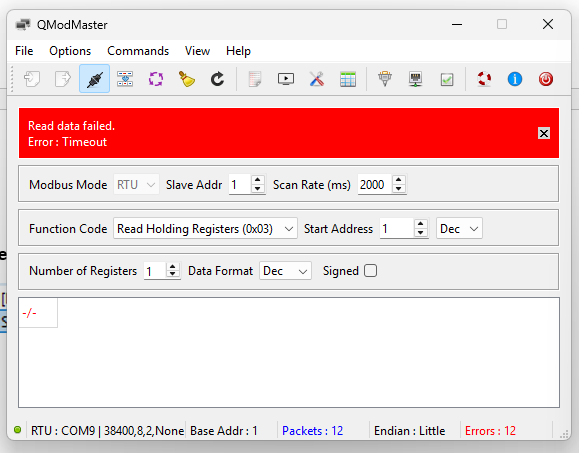 QModMaster
File Options Commands View Help
Read data failed.
Error : Timeout
Modbus Mode RTU Slave Addr 1 Scan Rate (ms) 2000
Function Code Read Holding Registers (0x03) Start Address 1 Dec
Number of Registers 1 Data Format Dec Signed
-/-
RTU : COM9 | 38400,8,2,None Base Addr : 1 Packets : 12 Endian : Little Errors : 12